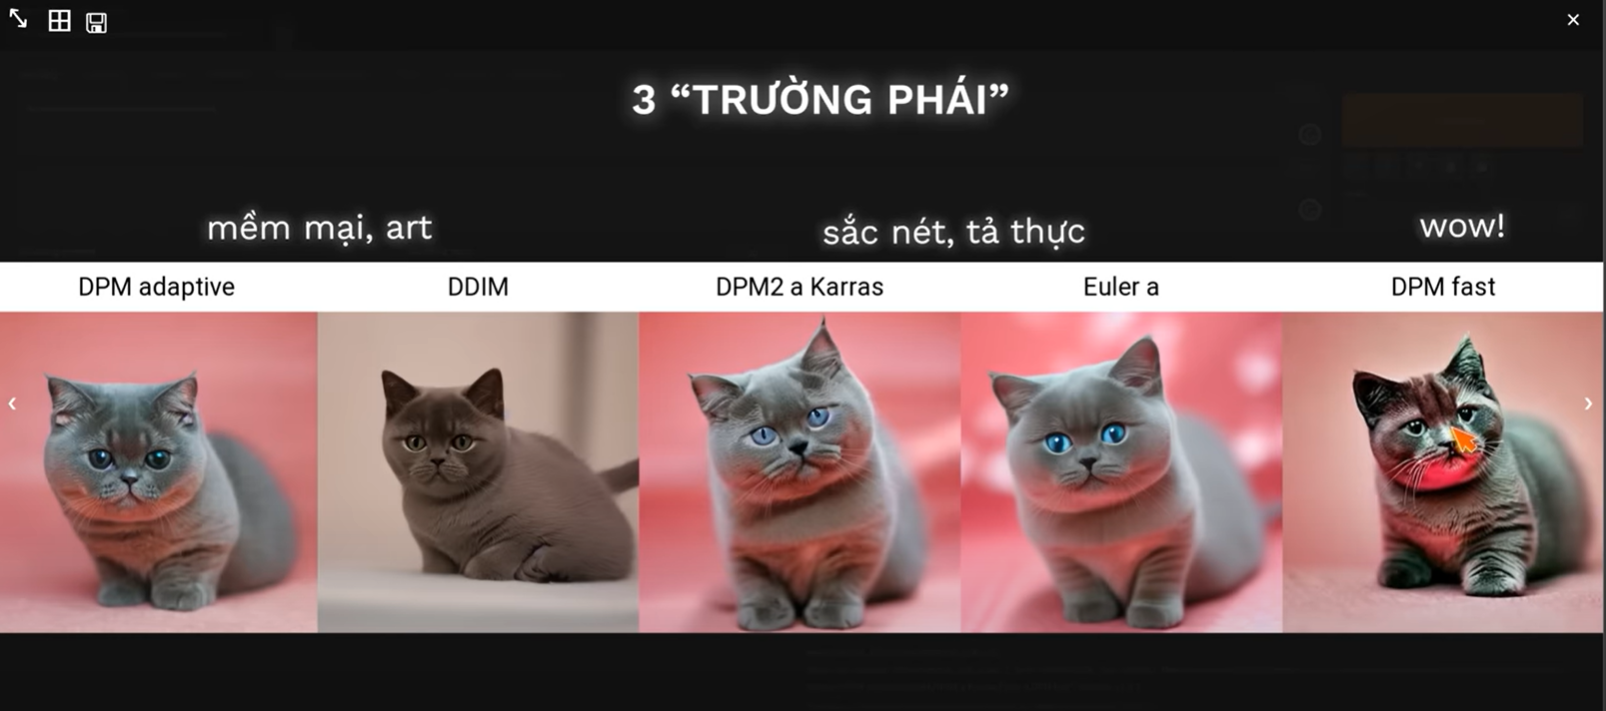 3 “TRƯỜNG PHÁI”
mềm mại, art
sắc nét, tả thực
wow!
DPM adaptive
DDIM
DPM2 a Karras
Euler a
DPM fast